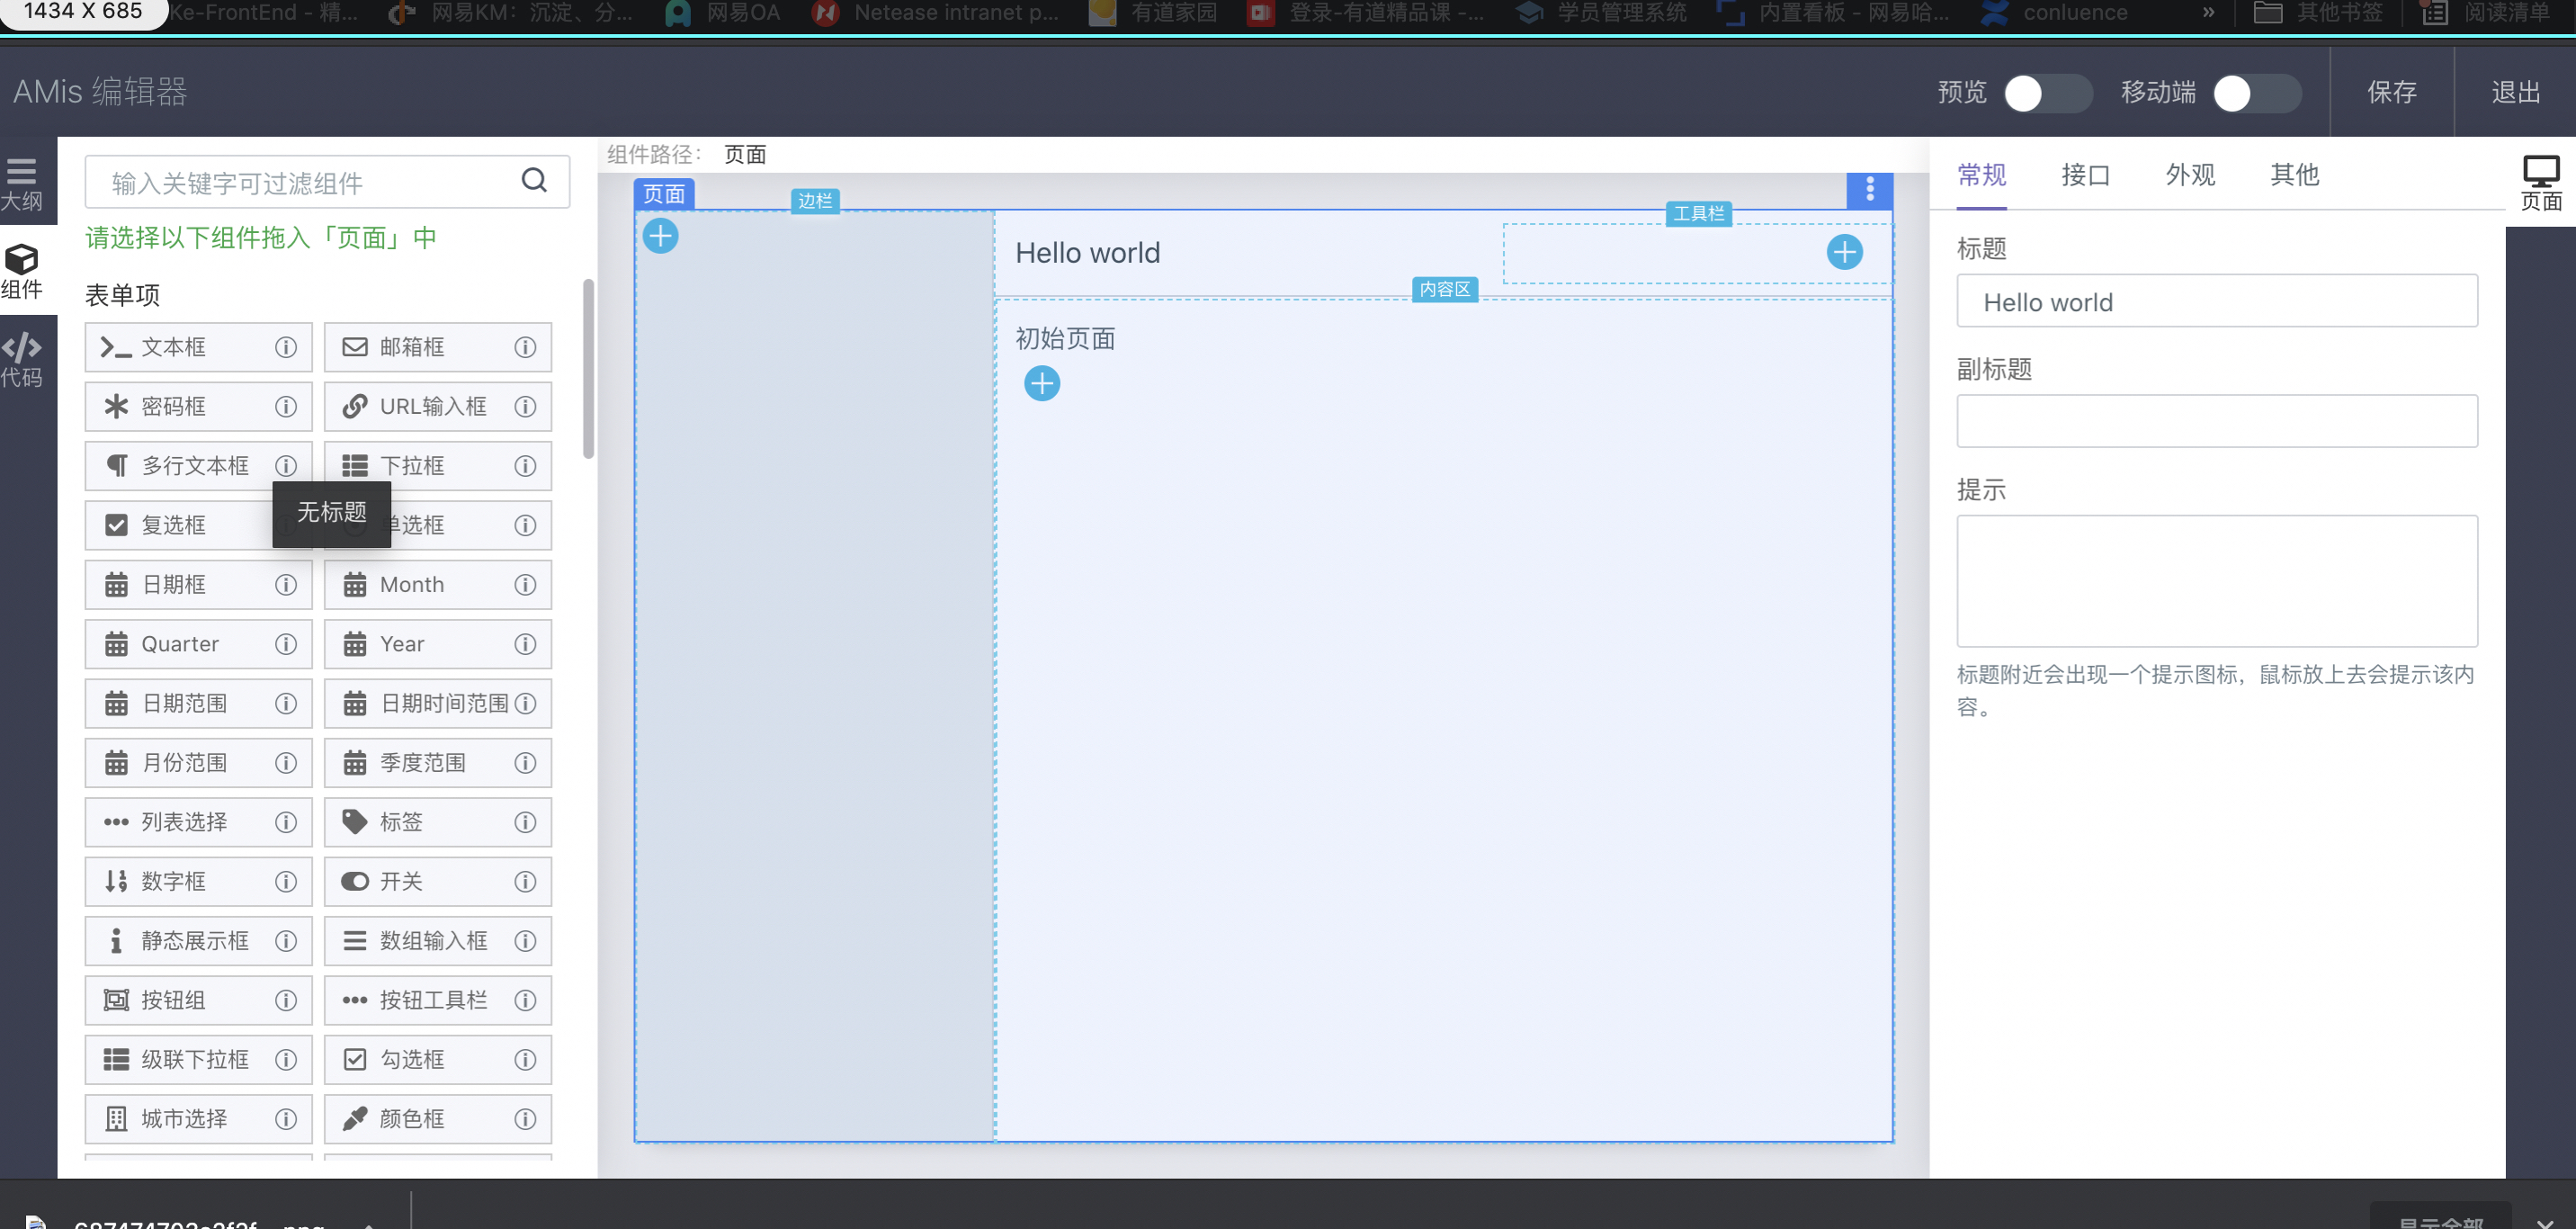 1434 X 685
Ke-FrontEnd - 精...
网易KM：沉淀、分...
网易OA
Netease intranet p...
有道家园
登录-有道精品课 -...
学员管理系统
内置看板 - 网易哈...
conluence
»
其他书签
阅读清单
AMis 编辑器
预览
移动端
保存
退出
大纲
组件
代码
输入关键字可过滤组件
请选择以下组件拖入「页面」中
表单项
文本框
邮箱框
密码框
URL输入框
多行文本框
下拉框
复选框
单选框
无标题
日期框
Month
Quarter
Year
日期范围
日期时间范围
月份范围
季度范围
列表选择
标签
数字框
开关
静态展示框
数组输入框
按钮组
按钮工具栏
级联下拉框
勾选框
城市选择
颜色框
组件路径： 页面
页面
边栏
工具栏
Hello world
内容区
初始页面
常规
接口
外观
其他
页面
标题
Hello world
副标题
提示
标题附近会出现一个提示图标，鼠标放上去会提示该内
容。
显示全部